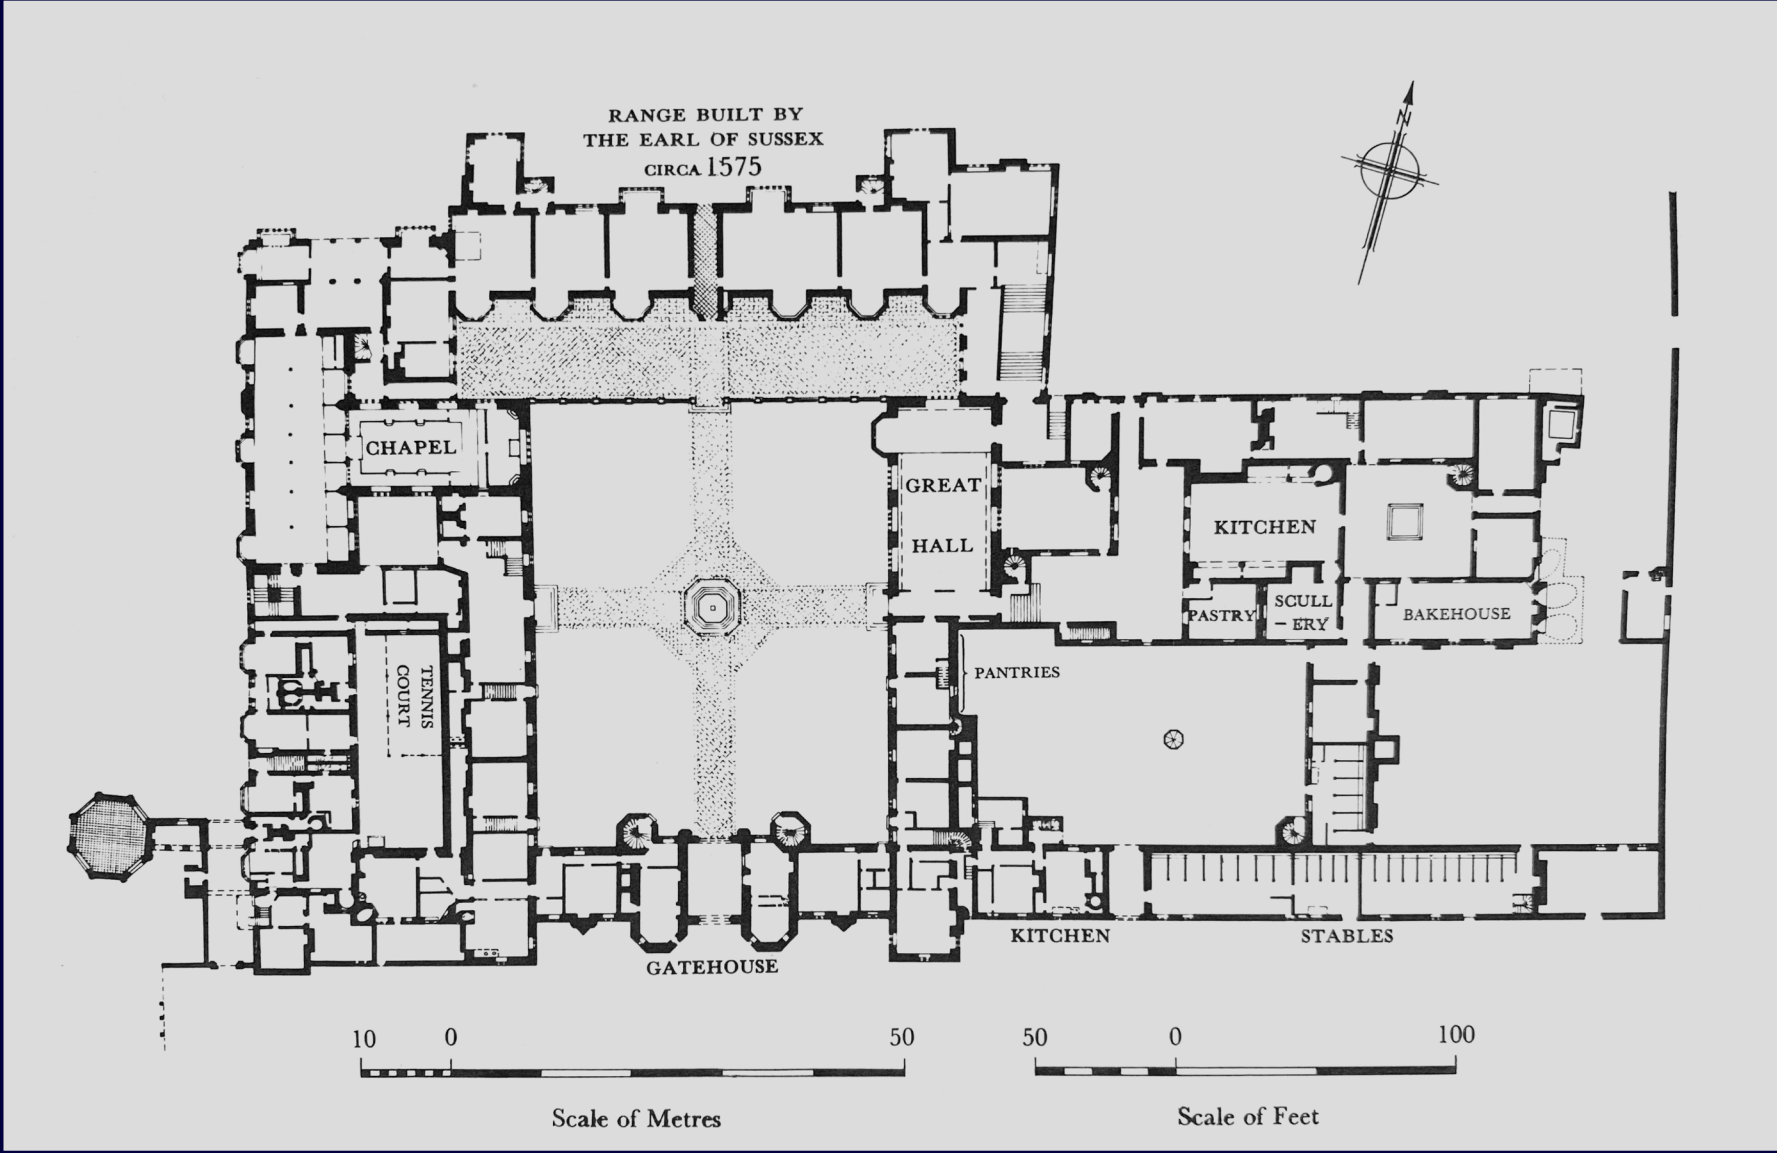 RANGE BUILT BY
THE EARL OF SUSSEX
CIRCA 1575
N
CHAPEL
GREAT
HALL
KITCHEN
PASTRY
SCULL
-ERY
BAKEHOUSE
PANTRIES
TENNIS
COURT
GATEHOUSE
KITCHEN
STABLES
10 0 50
Scale of Metres
50 0 100
Scale of Feet